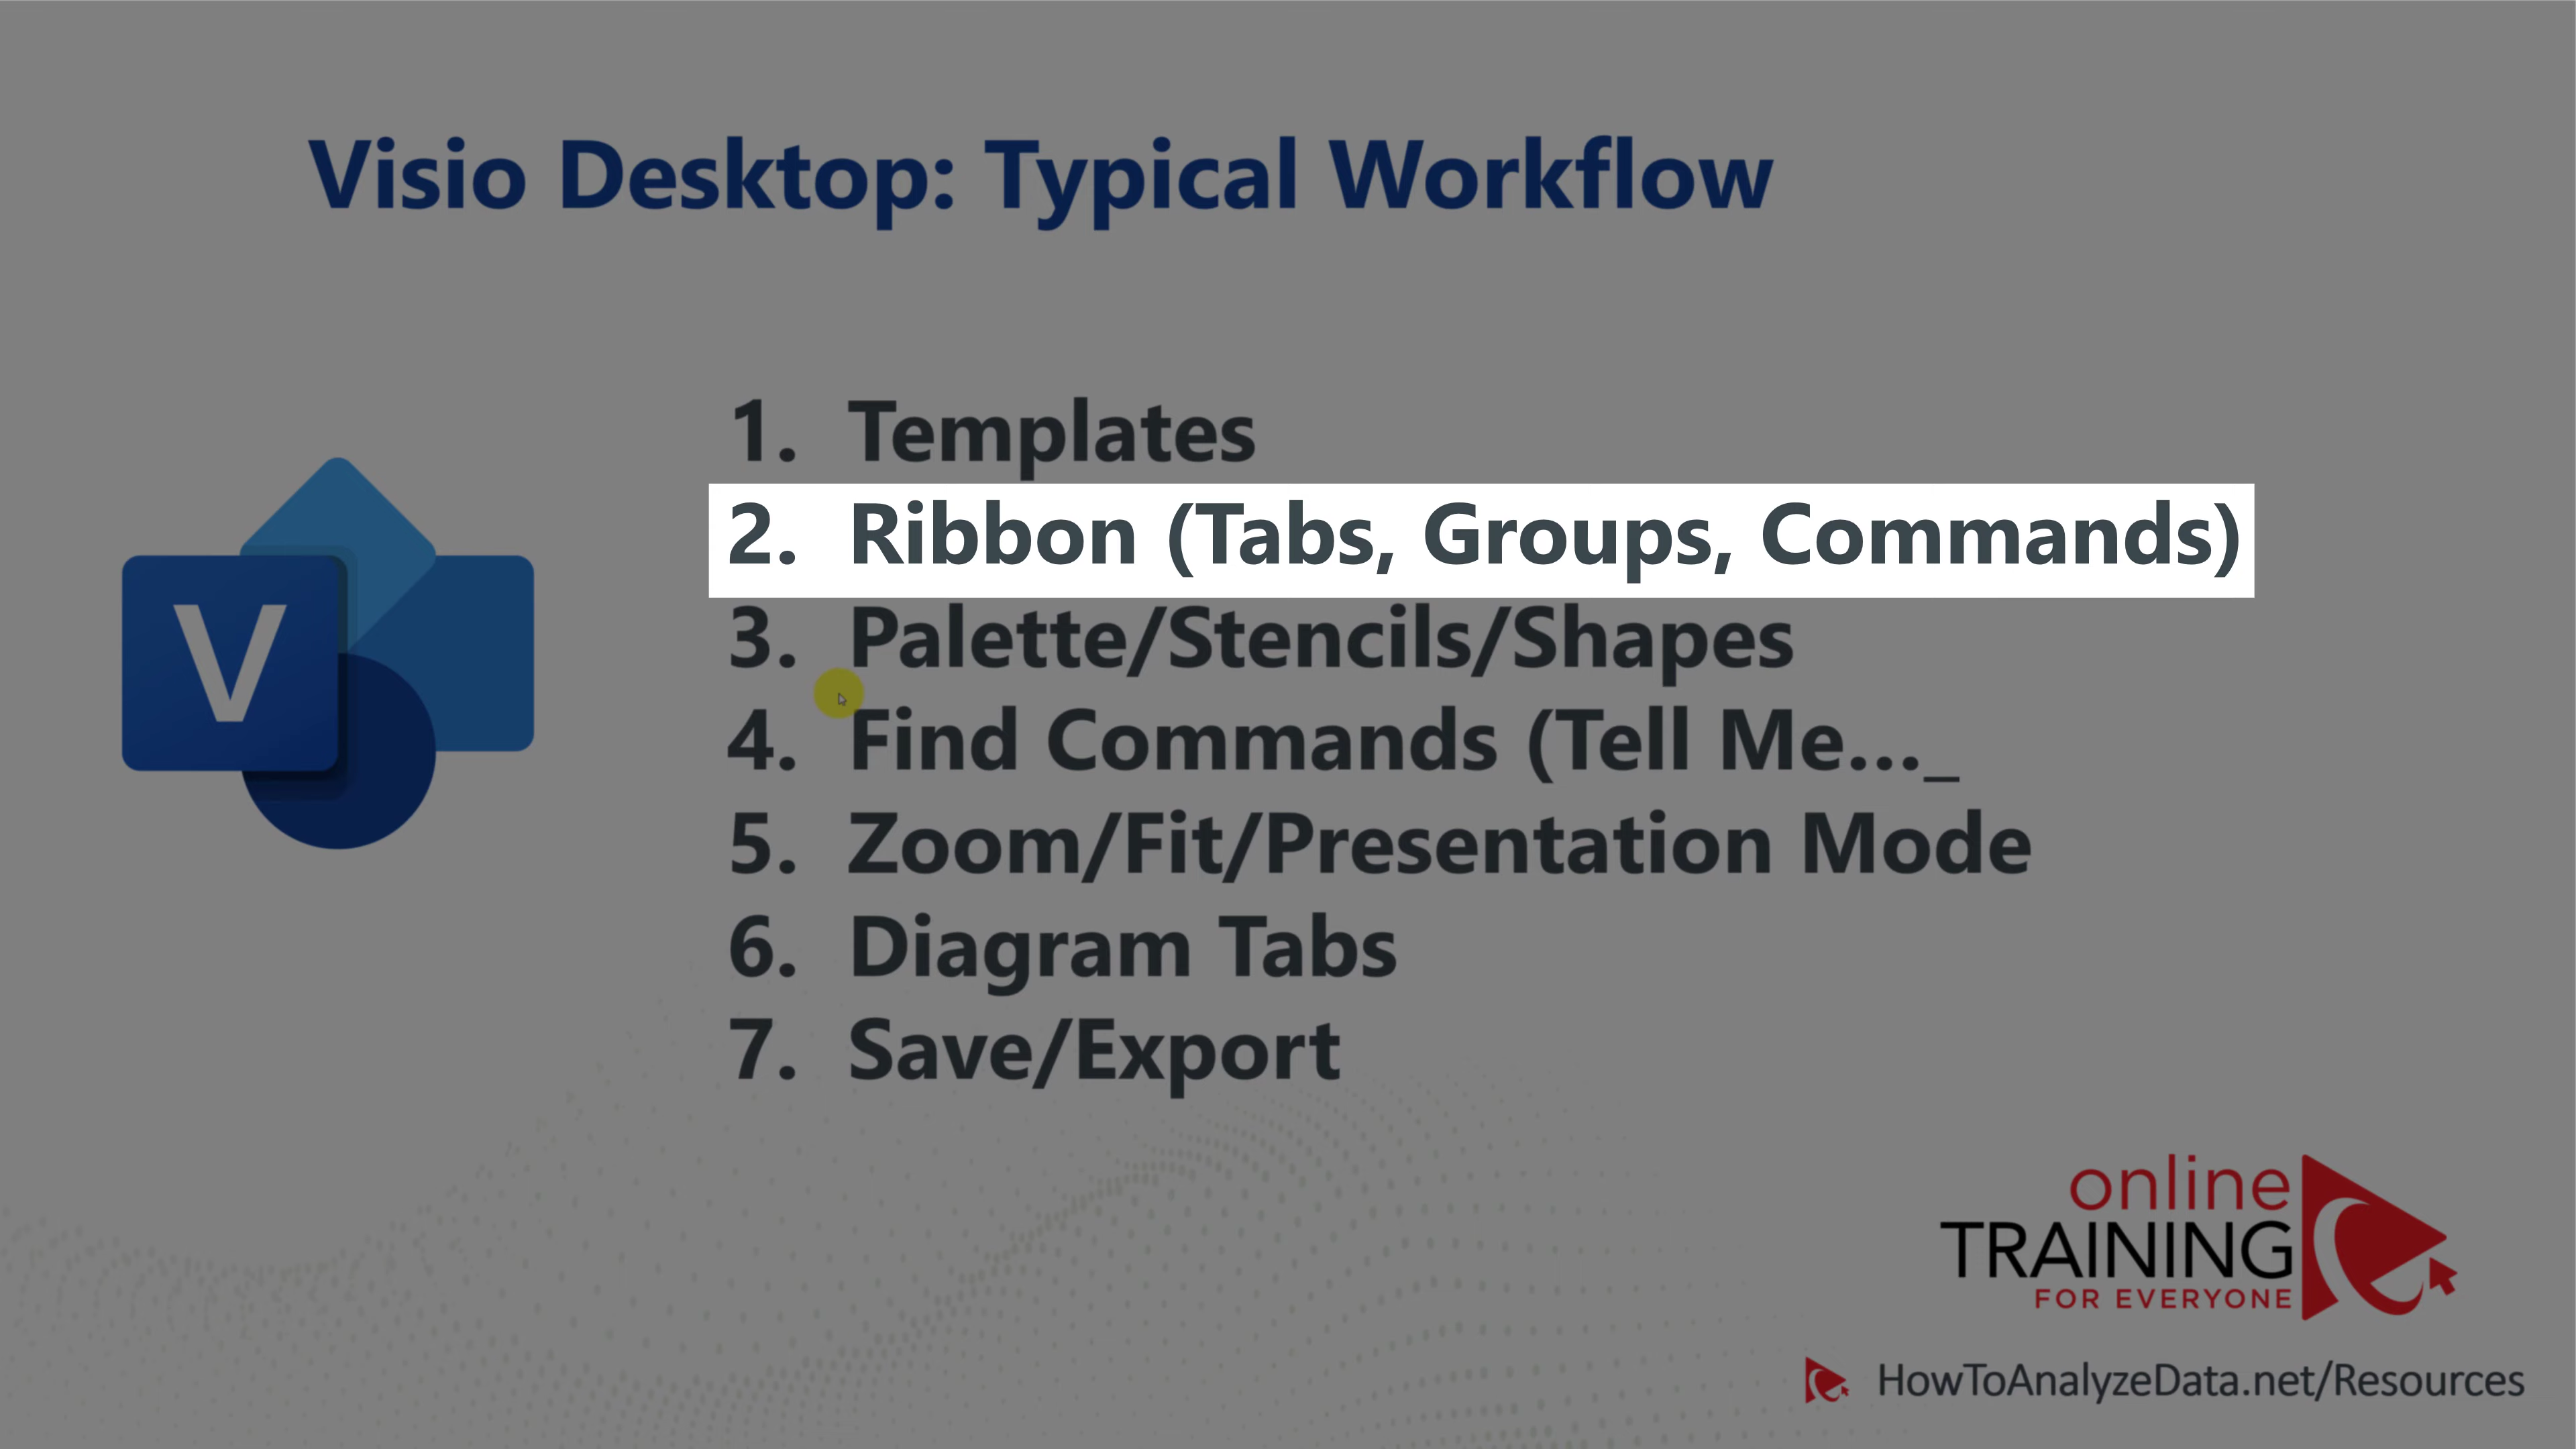 Visio Desktop: Typical Workflow
1. Templates
2. Ribbon (Tabs, Groups, Commands)
3. Palette/Stencils/Shapes
4. Find Commands (Tell Me..._
5. Zoom/Fit/Presentation Mode
6. Diagram Tabs
7. Save/Export
V
online
TRAINING
FOR EVERYONE
HowToAnalyzeData.net/Resources